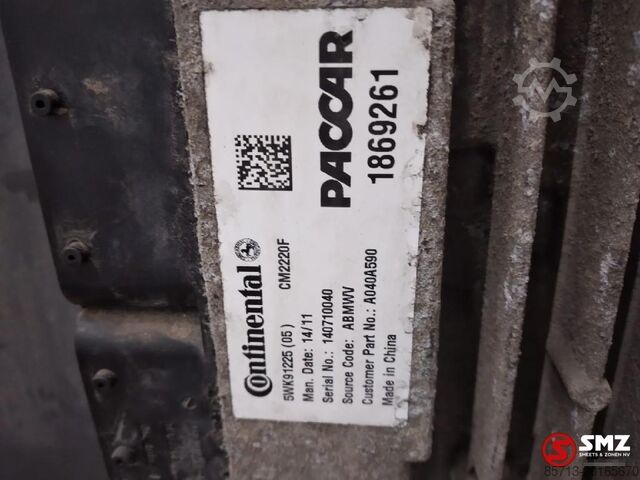 Continental
PACCAR
1869261
5WK91225 (05)
CM2220F
Man. Date: 14/11
Serial No.: 140710040
Source Code: ABMWV
Customer Part No.: A040A590
Made in China
SMZ
SMEETS & ZONEN NV